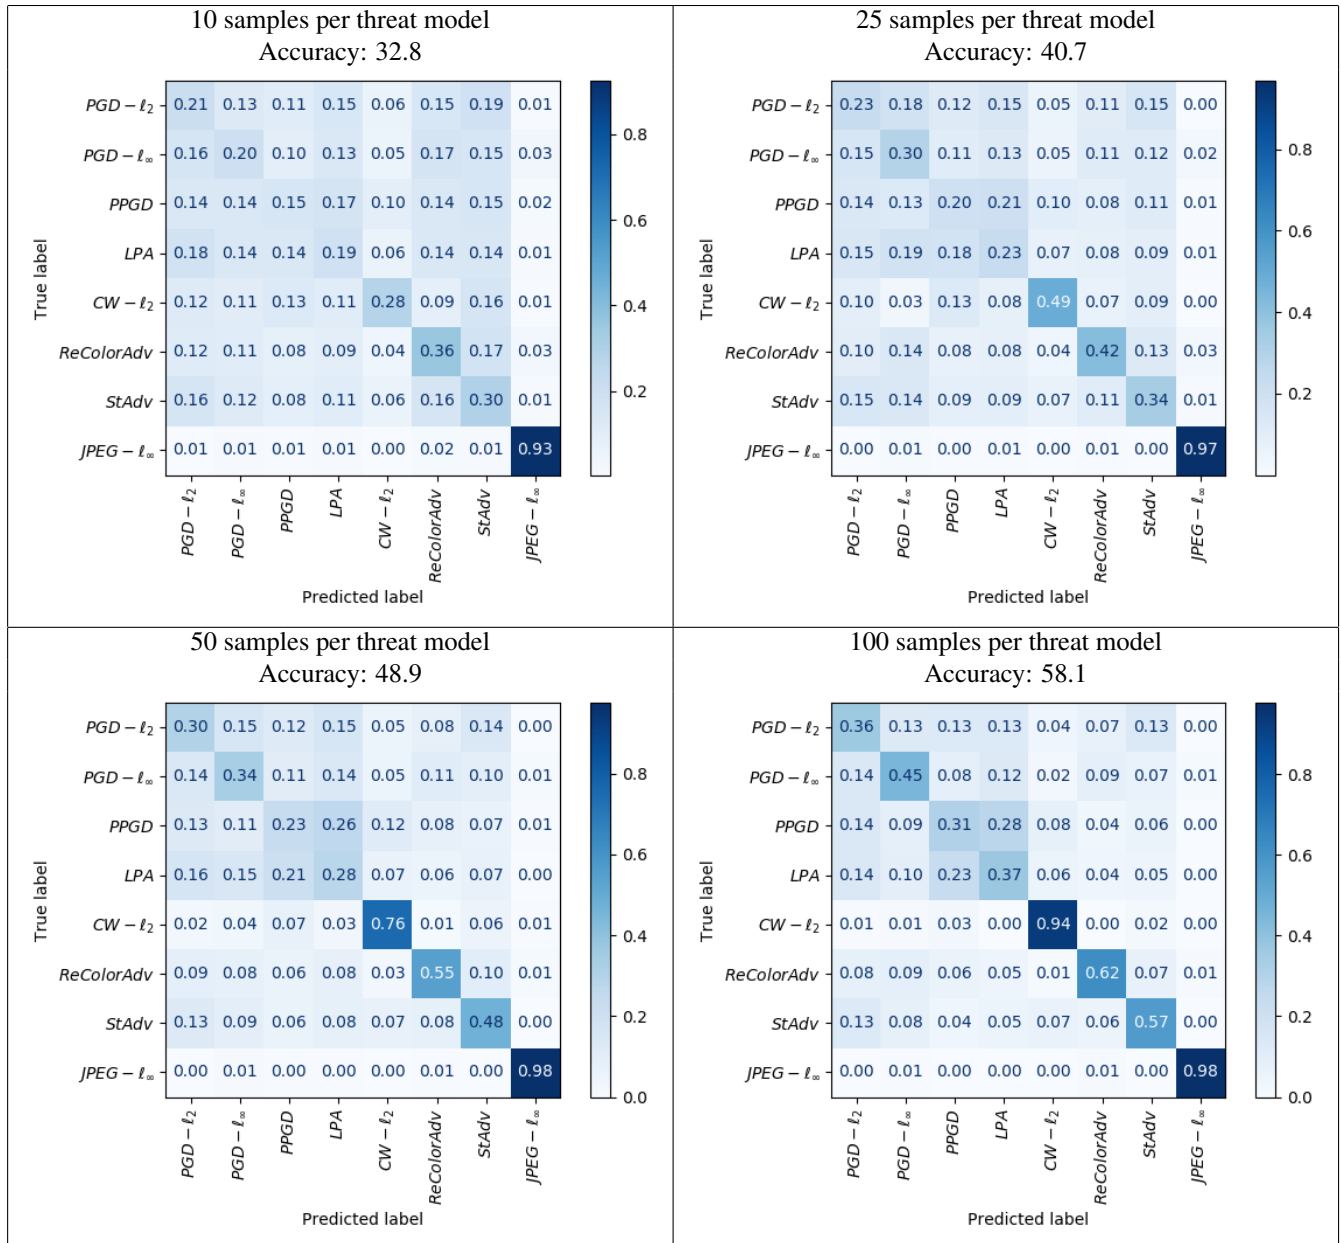 10 samples per threat model
Accuracy: 32.8
True label
PGD − ℓ₂ 0.21 0.13 0.11 0.15 0.06 0.15 0.19 0.01
PGD − ℓ∞ 0.16 0.20 0.10 0.13 0.05 0.17 0.15 0.03
PPGD 0.14 0.14 0.15 0.17 0.10 0.14 0.15 0.02
LPA 0.18 0.14 0.14 0.19 0.06 0.14 0.14 0.01
CW − ℓ₂ 0.12 0.11 0.13 0.11 0.28 0.09 0.16 0.01
ReColorAdv 0.12 0.11 0.08 0.09 0.04 0.36 0.17 0.03
StAdv 0.16 0.12 0.08 0.11 0.06 0.16 0.30 0.01
JPEG − ℓ∞ 0.01 0.01 0.01 0.01 0.00 0.02 0.01 0.93
PGD − ℓ₂ PGD − ℓ∞ PPGD LPA CW − ℓ₂ ReColorAdv StAdv JPEG − ℓ∞
Predicted label
0.8
0.6
0.4
0.2
25 samples per threat model
Accuracy: 40.7
True label
PGD − ℓ₂ 0.23 0.18 0.12 0.15 0.05 0.11 0.15 0.00
PGD − ℓ∞ 0.15 0.30 0.11 0.13 0.05 0.11 0.12 0.02
PPGD 0.14 0.13 0.20 0.21 0.10 0.08 0.11 0.01
LPA 0.15 0.19 0.18 0.23 0.07 0.08 0.09 0.01
CW − ℓ₂ 0.10 0.03 0.13 0.08 0.49 0.07 0.09 0.00
ReColorAdv 0.10 0.14 0.08 0.08 0.04 0.42 0.13 0.03
StAdv 0.15 0.14 0.09 0.09 0.07 0.11 0.34 0.01
JPEG − ℓ∞ 0.00 0.01 0.00 0.00 0.00 0.01 0.00 0.97
PGD − ℓ₂ PGD − ℓ∞ PPGD LPA CW − ℓ₂ ReColorAdv StAdv JPEG − ℓ∞
Predicted label
0.8
0.6
0.4
0.2
50 samples per threat model
Accuracy: 48.9
True label
PGD − ℓ₂ 0.30 0.15 0.12 0.15 0.05 0.08 0.14 0.00
PGD − ℓ∞ 0.14 0.34 0.11 0.14 0.05 0.11 0.10 0.01
PPGD 0.13 0.11 0.23 0.26 0.12 0.08 0.07 0.01
LPA 0.16 0.15 0.21 0.28 0.07 0.06 0.07 0.00
CW − ℓ₂ 0.02 0.04 0.07 0.03 0.76 0.01 0.06 0.01
ReColorAdv 0.09 0.08 0.06 0.08 0.03 0.55 0.10 0.01
StAdv 0.13 0.09 0.06 0.08 0.07 0.08 0.48 0.00
JPEG − ℓ∞ 0.00 0.01 0.00 0.00 0.00 0.01 0.00 0.98
PGD − ℓ₂ PGD − ℓ∞ PPGD LPA CW − ℓ₂ ReColorAdv StAdv JPEG − ℓ∞
Predicted label
0.8
0.6
0.4
0.2
0.0
100 samples per threat model
Accuracy: 58.1
True label
PGD − ℓ₂ 0.36 0.13 0.13 0.13 0.04 0.07 0.13 0.00
PGD − ℓ∞ 0.14 0.45 0.08 0.12 0.02 0.09 0.07 0.01
PPGD 0.14 0.09 0.31 0.28 0.08 0.04 0.06 0.00
LPA 0.14 0.10 0.23 0.37 0.06 0.04 0.05 0.00
CW − ℓ₂ 0.01 0.01 0.03 0.00 0.94 0.00 0.02 0.00
ReColorAdv 0.08 0.09 0.06 0.05 0.01 0.62 0.07 0.01
StAdv 0.13 0.08 0.04 0.05 0.07 0.06 0.57 0.00
JPEG − ℓ∞ 0.00 0.01 0.00 0.00 0.00 0.01 0.00 0.98
PGD − ℓ₂ PGD − ℓ∞ PPGD LPA CW − ℓ₂ ReColorAdv StAdv JPEG − ℓ∞
Predicted label
0.8
0.6
0.4
0.2
0.0